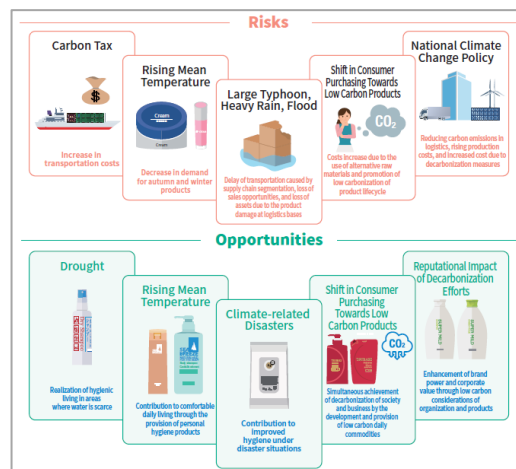 Risks
Carbon Tax
Increase in
transportation costs
Rising Mean
Temperature
Cream
Cream
Decrease in demand
for autumn and winter
products
Large Typhoon,
Heavy Rain, Flood
Delay of transportation caused by
supply chain segmentation, loss of
sales opportunities, and loss of
assets due to the product
damage at logistics bases
Shift in Consumer
Purchasing Towards
Low Carbon Products
CO2
Costs increase due to
the use of alternative raw
materials and promotion of
low carbonization of
product lifecycle
National Climate
Change Policy
Reducing carbon emissions in
logistics, rising production
costs, and increased cost due to
decarbonization measures
Opportunities
Drought
Realization of hygienic
living in areas
where water is scarce
Rising Mean
Temperature
Contribution to comfortable
daily living through the
provision of personal
hygiene products
Climate-related
Disasters
Contribution to
improved
hygiene under
disaster situations
Shift in Consumer
Purchasing
Towards Low
Carbon Products
CO2
Simultaneous achievement
of decarbonization of society
and business by the
development and provision
of low carbon daily
commodities
Reputational Impact
of Decarbonization
Efforts
SUPER MILD
SUPER MILD
Enhancement of brand
power and corporate
value through low carbon
considerations of
organization and products